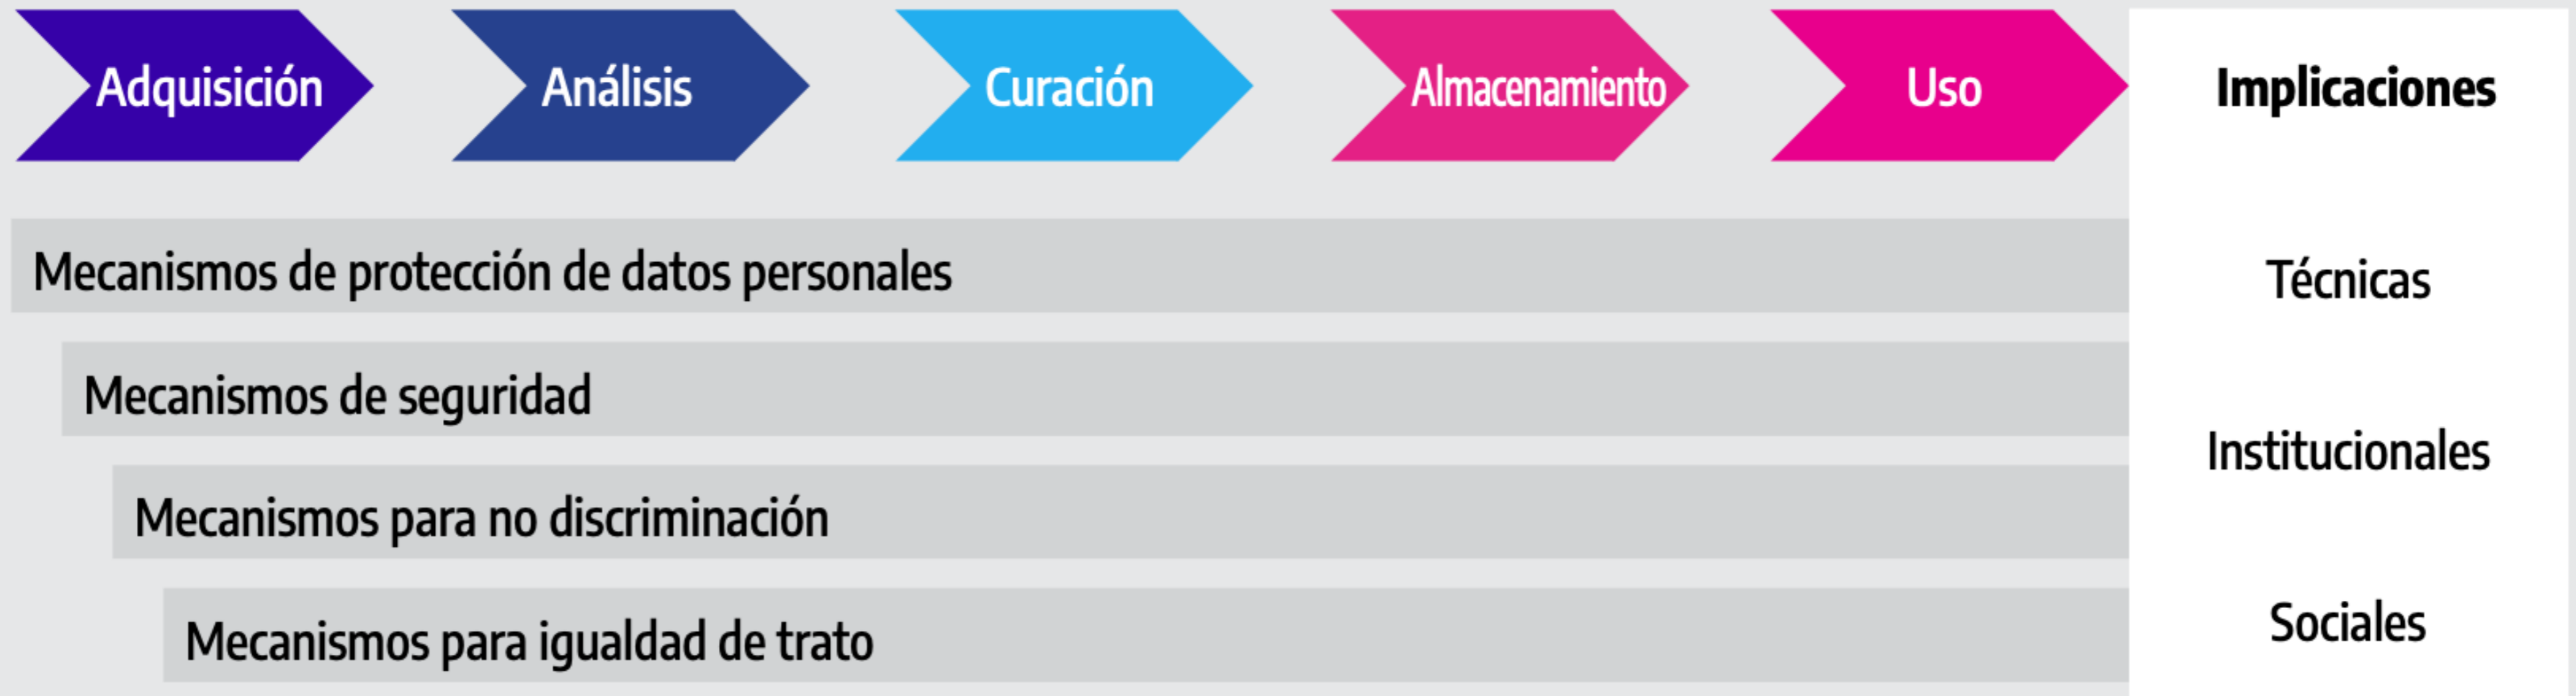 Adquisición
Análisis
Curación
Almacenamiento
Uso
Implicaciones
Mecanismos de protección de datos personales
Técnicas
Mecanismos de seguridad
Institucionales
Mecanismos para no discriminación
Mecanismos para igualdad de trato
Sociales